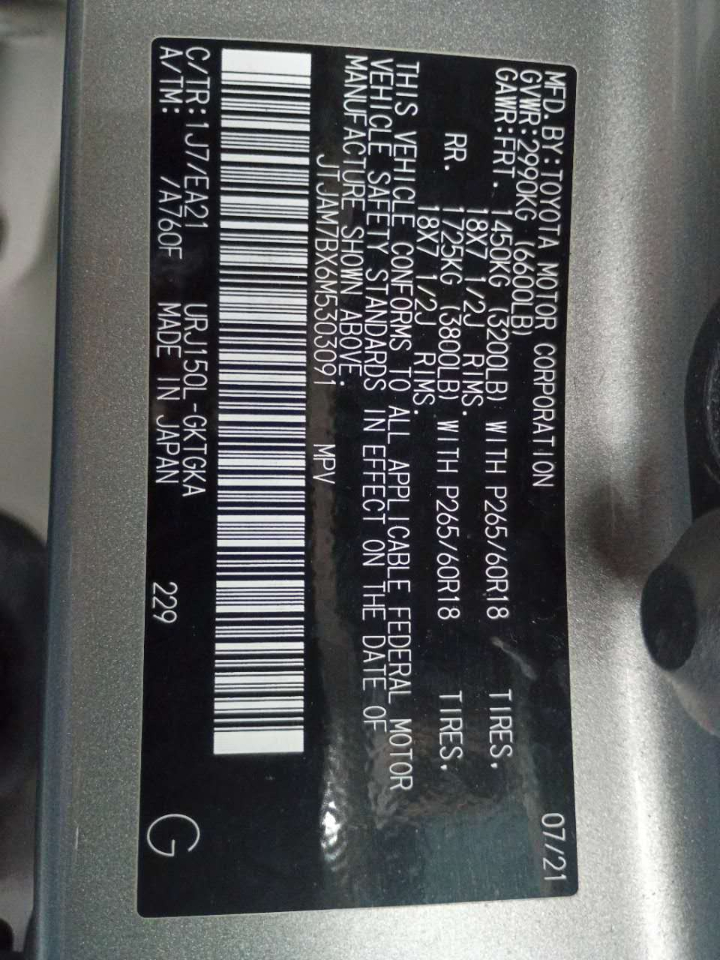 MFD. BY: TOYOTA MOTOR CORPORATION 07/21
GVWR: 2990KG (6600LB)
GAWR: FRT. 1450KG (3200LB) WITH P265/60R18 TIRES,
18X7 1/2J RIMS.
RR. 1725KG (3800LB) WITH P265/60R18 TIRES,
18X7 1/2J RIMS.
THIS VEHICLE CONFORMS TO ALL APPLICABLE FEDERAL MOTOR
VEHICLE SAFETY STANDARDS IN EFFECT ON THE DATE OF
MANUFACTURE SHOWN ABOVE.
JTJAM7BX6M5303091 MPV
C/TR: 1J7/EA21 URJ150L-GKTGKA 229 G
A/TM: /A760F MADE IN JAPAN